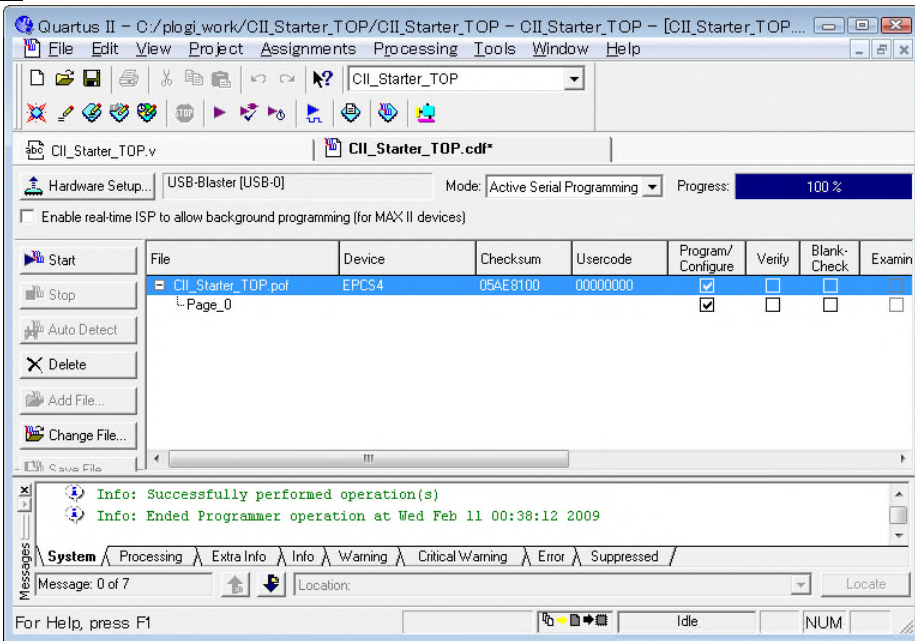 Quartus II - C:/plogi_work/CII_Starter_TOP/CII_Starter_TOP - CII_Starter_TOP - [CII_Starter_TOP....
File Edit View Project Assignments Processing Tools Window Help
CII_Starter_TOP
STOP
abc CII_Starter_TOP.v
CII_Starter_TOP.cdf*
Hardware Setup... USB-Blaster [USB-0] Mode: Active Serial Programming Progress: 100 %
Enable real-time ISP to allow background programming (for MAX II devices)
Start
Stop
Auto Detect
Delete
Add File...
Change File...
Save File
File Device Checksum Usercode Program/Configure Verify Blank-Check Examin
CII_Starter_TOP.pof EPCS4 05AE8100 00000000
Page_0
Info: Successfully performed operation(s)
Info: Ended Programmer operation at Wed Feb 11 00:38:12 2009
Messages
System Processing Extra Info Info Warning Critical Warning Error Suppressed
Message: 0 of 7 Location: Locate
For Help, press F1 Idle NUM